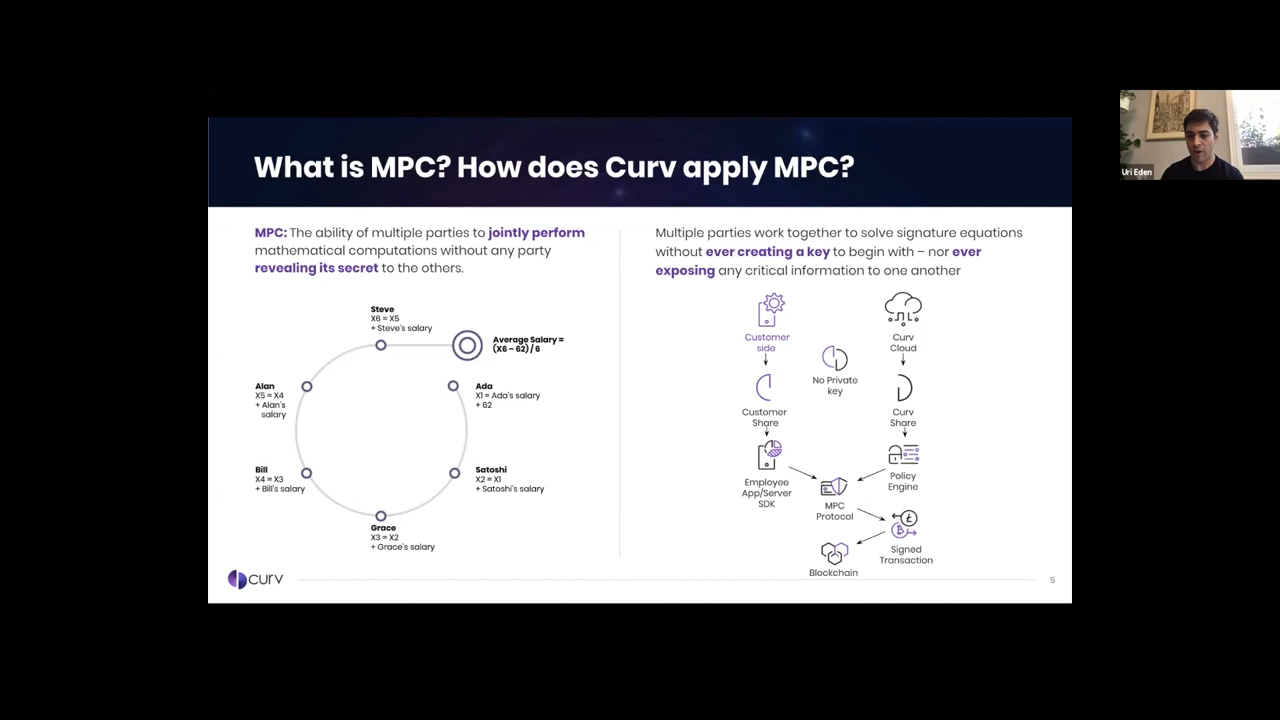 What is MPC? How does Curv apply MPC?
MPC: The ability of multiple parties to jointly perform
mathematical computations without any party
revealing its secret to the others.
Steve
X6 = X5
+ Steve's salary
Average Salary =
(X6 – 62) / 6
Alan
X5 = X4
+ Alan's
salary
Ada
X1 = Ada's salary
+ 62
Bill
X4 = X3
+ Bill's salary
Satoshi
X2 = X1
+ Satoshi's salary
Grace
X3 = X2
+ Grace's salary
Multiple parties work together to solve signature equations
without ever creating a key to begin with – nor ever
exposing any critical information to one another
Customer
side
Curv
Cloud
No Private
key
Customer
Share
Curv
Share
Employee
App/Server
SDK
Policy
Engine
MPC
Protocol
Signed
Transaction
Blockchain
curv
5
Uri Eden